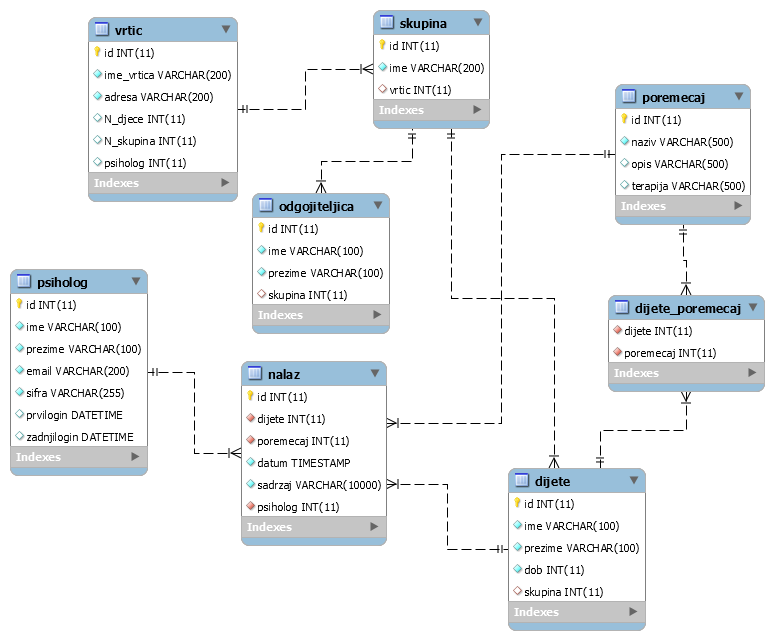 vrtic
id INT(11)
ime_vrtica VARCHAR(200)
adresa VARCHAR(200)
N_djece INT(11)
N_skupina INT(11)
psiholog INT(11)
Indexes
skupina
id INT(11)
ime VARCHAR(200)
vrtic INT(11)
Indexes
poremecaj
id INT(11)
naziv VARCHAR(500)
opis VARCHAR(500)
terapija VARCHAR(500)
Indexes
odgojiteljica
id INT(11)
ime VARCHAR(100)
prezime VARCHAR(100)
skupina INT(11)
Indexes
psiholog
id INT(11)
ime VARCHAR(100)
prezime VARCHAR(100)
email VARCHAR(200)
sifra VARCHAR(255)
prvilogin DATETIME
zadnjilogin DATETIME
Indexes
dijete_poremecaj
dijete INT(11)
poremecaj INT(11)
Indexes
nalaz
id INT(11)
dijete INT(11)
poremecaj INT(11)
datum TIMESTAMP
sadrzaj VARCHAR(10000)
psiholog INT(11)
Indexes
dijete
id INT(11)
ime VARCHAR(100)
prezime VARCHAR(100)
dob INT(11)
skupina INT(11)
Indexes